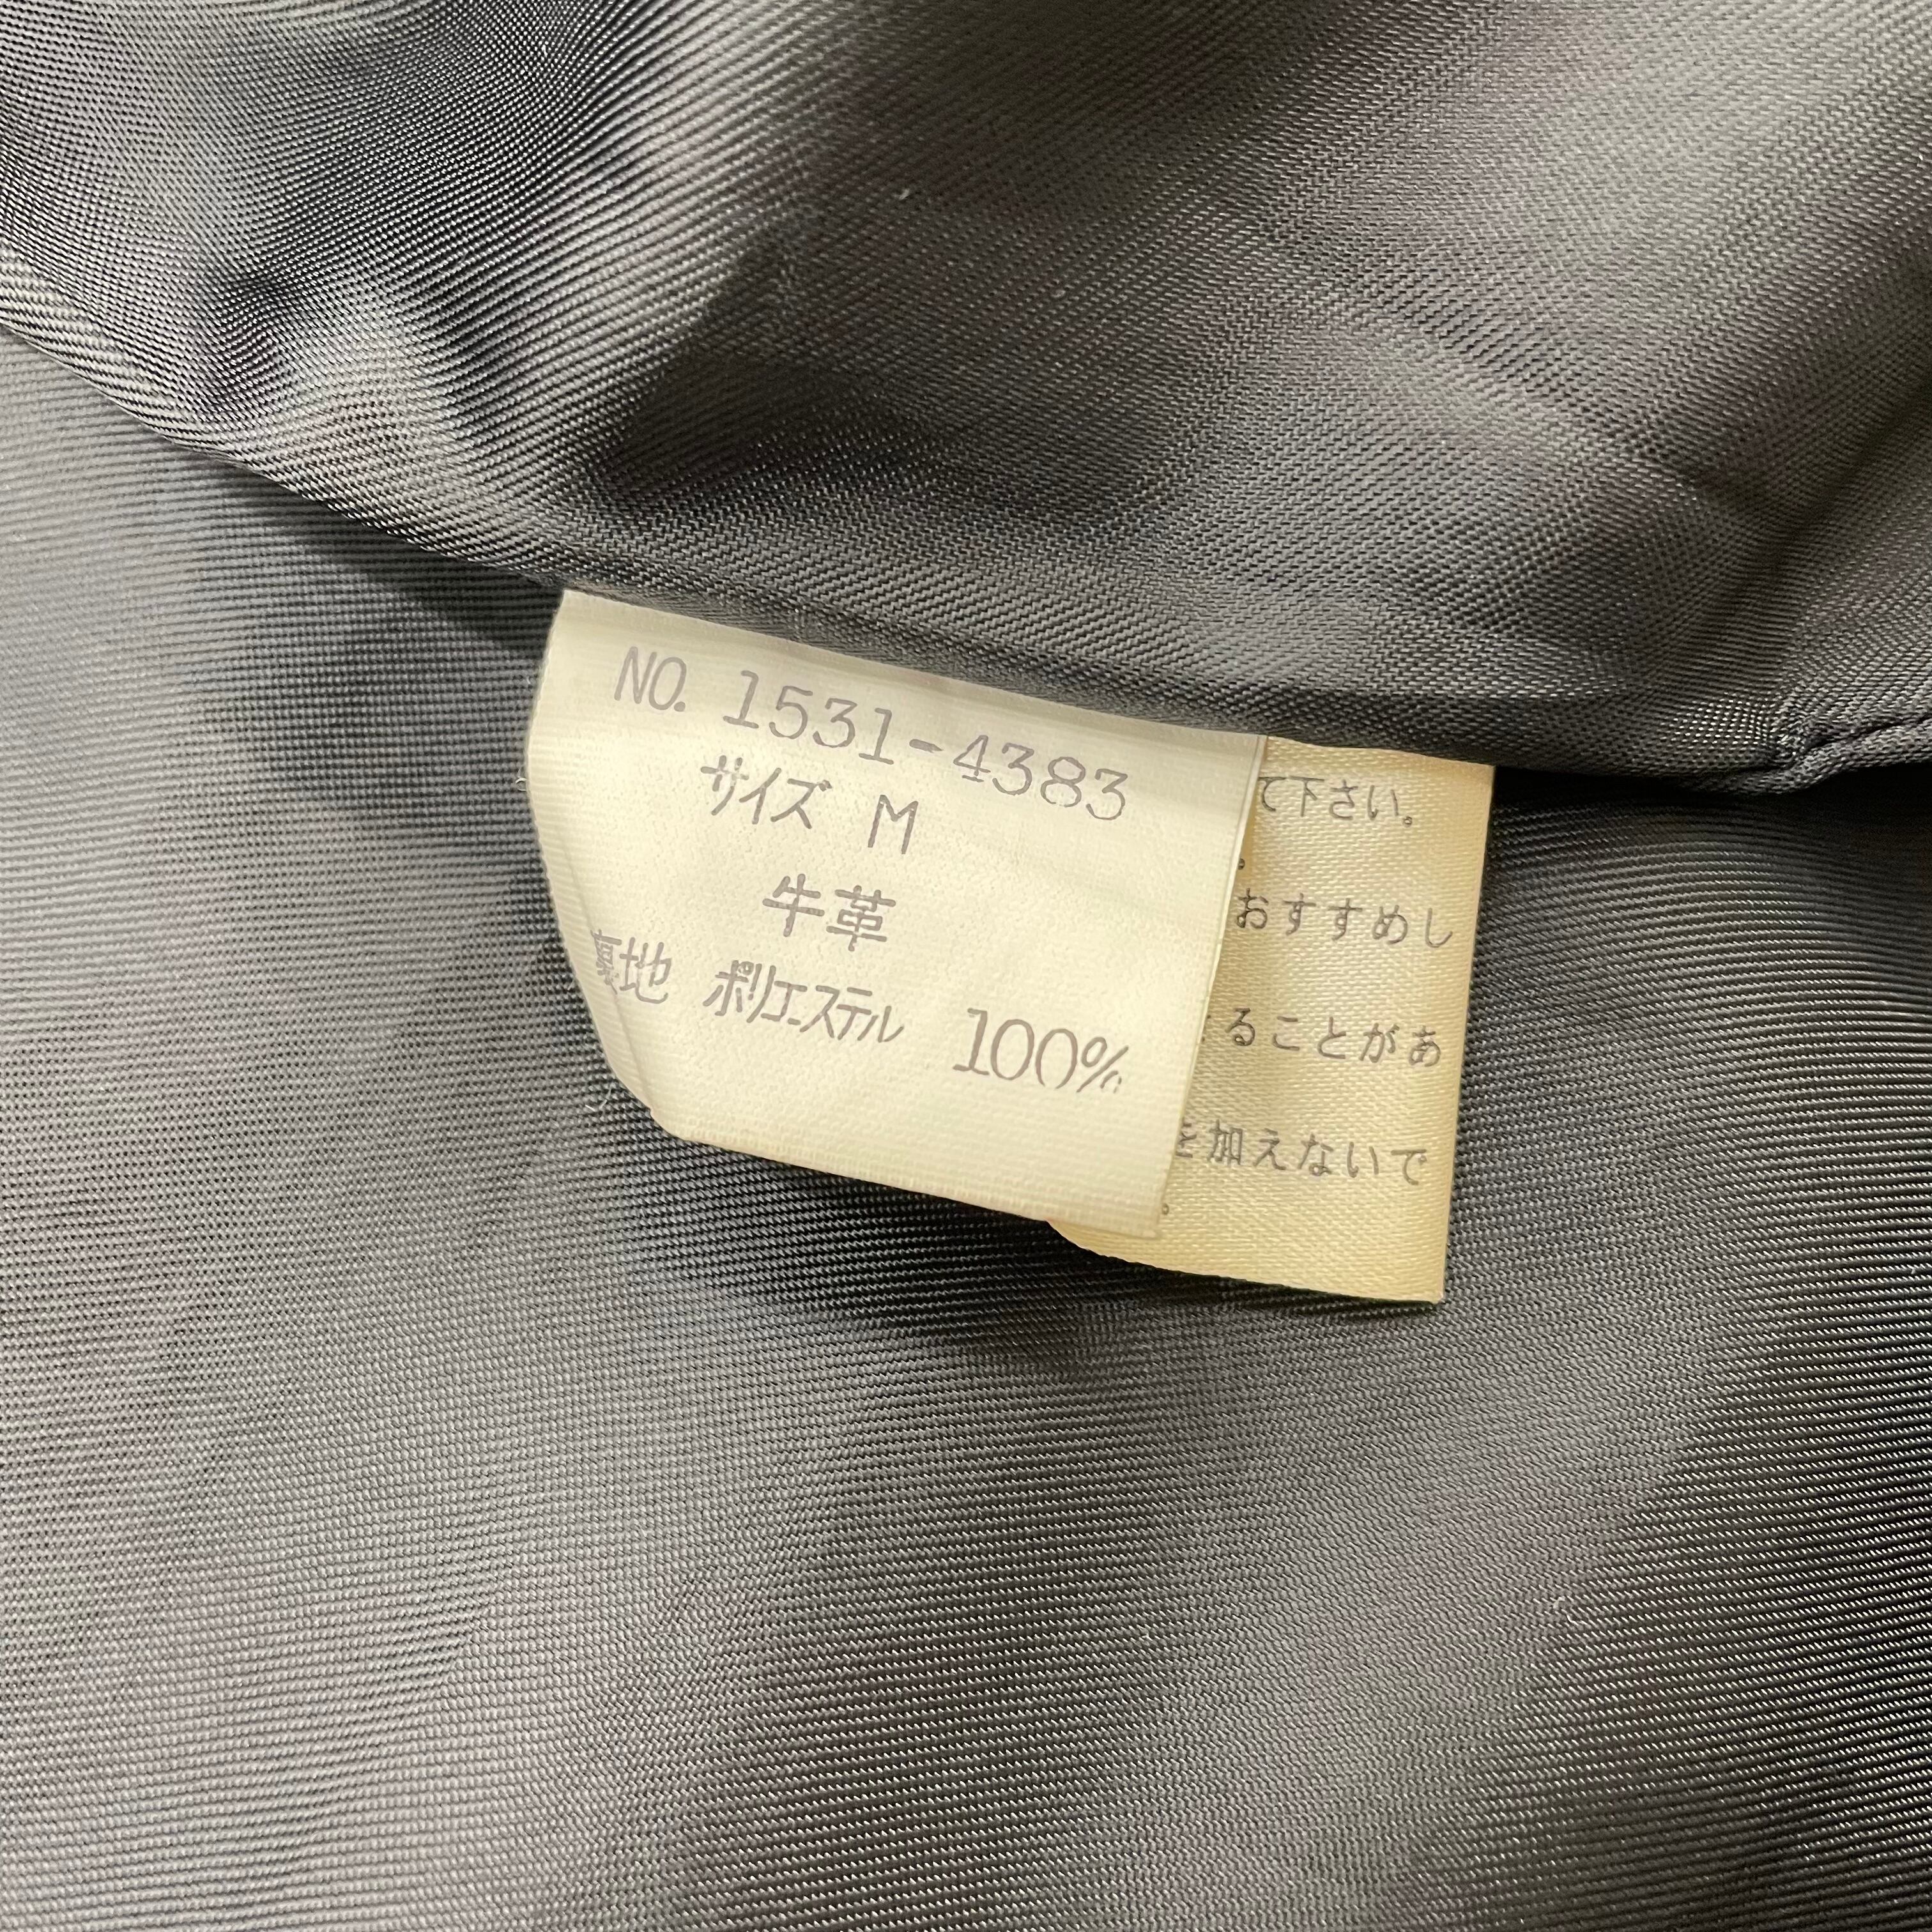 NO. 1531-4383
サイズ M
牛革
裏地 ポリエステル 100%
て下さい。
。
おすすめし
ることがあ
を加えないで
。